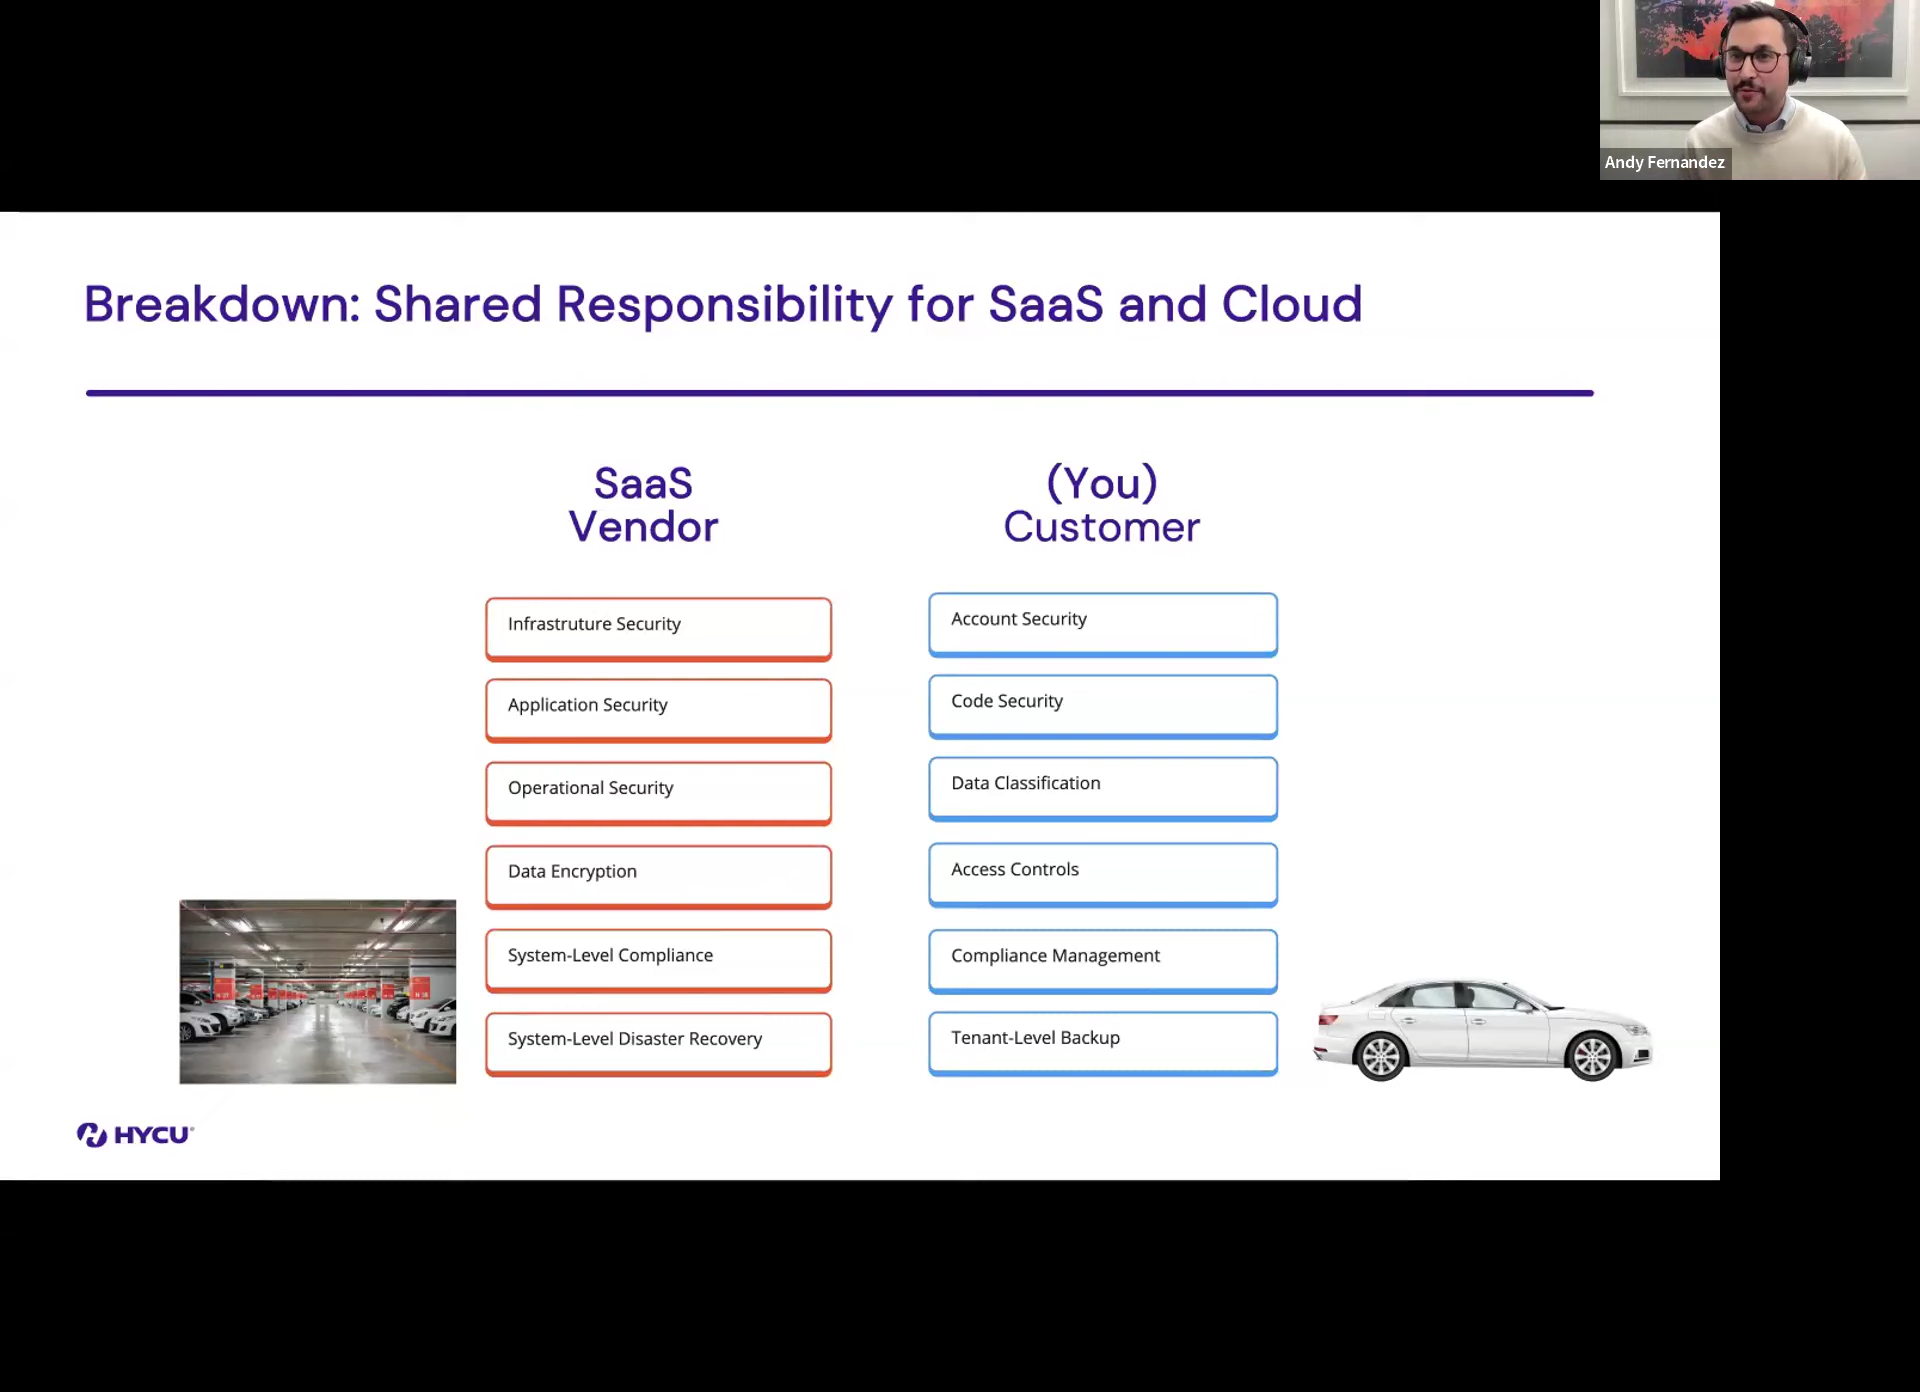 Andy Fernandez
Breakdown: Shared Responsibility for SaaS and Cloud
SaaS
Vendor
(You)
Customer
Infrastruture Security
Application Security
Operational Security
Data Encryption
System-Level Compliance
System-Level Disaster Recovery
Account Security
Code Security
Data Classification
Access Controls
Compliance Management
Tenant-Level Backup
HYCU